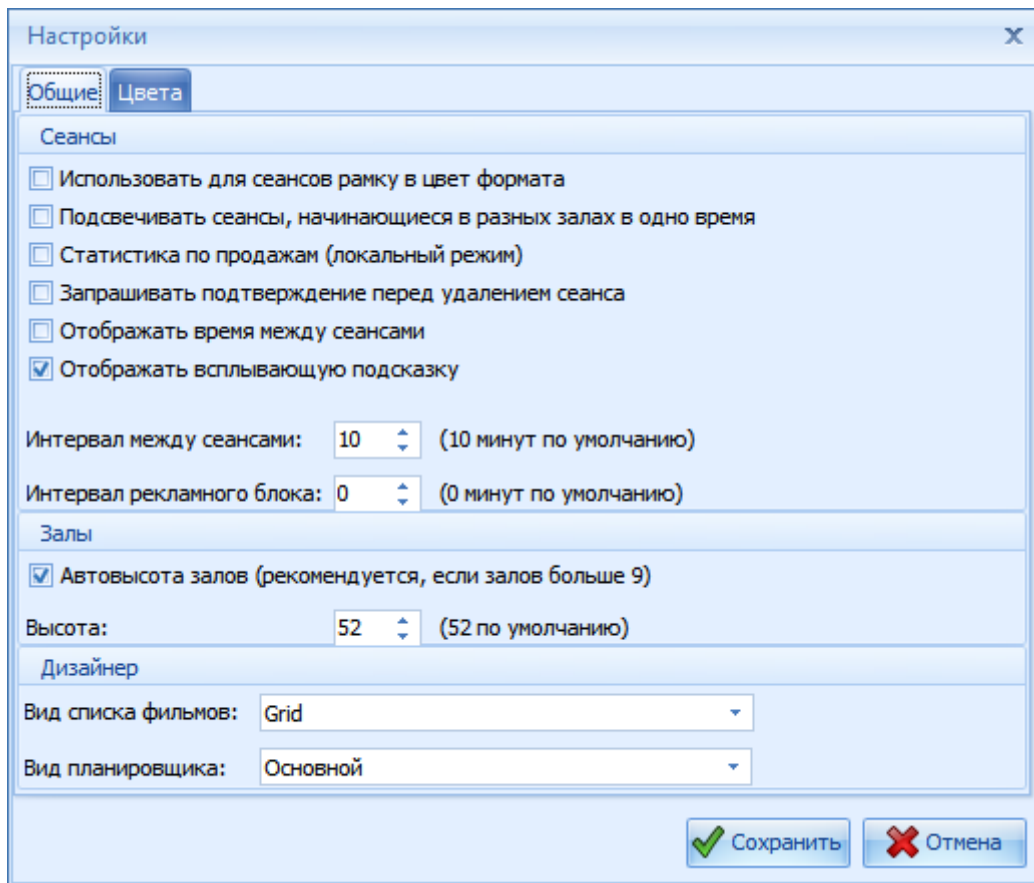 Настройки
Общие Цвета
Сеансы
Использовать для сеансов рамку в цвет формата
Подсвечивать сеансы, начинающиеся в разных залах в одно время
Статистика по продажам (локальный режим)
Запрашивать подтверждение перед удалением сеанса
Отображать время между сеансами
Отображать всплывающую подсказку
Интервал между сеансами: 10 (10 минут по умолчанию)
Интервал рекламного блока: 0 (0 минут по умолчанию)
Залы
Автовысота залов (рекомендуется, если залов больше 9)
Высота: 52 (52 по умолчанию)
Дизайнер
Вид списка фильмов: Grid
Вид планировщика: Основной
Сохранить Отмена